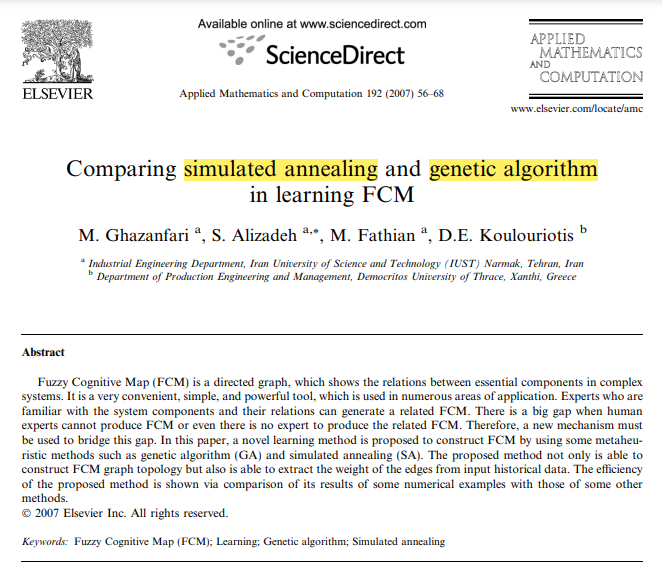 Available online at www.sciencedirect.com
ScienceDirect
ELSEVIER
Applied Mathematics and Computation 192 (2007) 56–68
APPLIED
MATHEMATICS
AND
COMPUTATION
www.elsevier.com/locate/amc
Comparing simulated annealing and genetic algorithm
in learning FCM
M. Ghazanfari a, S. Alizadeh a,*, M. Fathian a, D.E. Koulouriotis b
a Industrial Engineering Department, Iran University of Science and Technology (IUST) Narmak, Tehran, Iran
b Department of Production Engineering and Management, Democritos University of Thrace, Xanthi, Greece
Abstract
Fuzzy Cognitive Map (FCM) is a directed graph, which shows the relations between essential components in complex
systems. It is a very convenient, simple, and powerful tool, which is used in numerous areas of application. Experts who are
familiar with the system components and their relations can generate a related FCM. There is a big gap when human
experts cannot produce FCM or even there is no expert to produce the related FCM. Therefore, a new mechanism must
be used to bridge this gap. In this paper, a novel learning method is proposed to construct FCM by using some metaheu-
ristic methods such as genetic algorithm (GA) and simulated annealing (SA). The proposed method not only is able to
construct FCM graph topology but also is able to extract the weight of the edges from input historical data. The efficiency
of the proposed method is shown via comparison of its results of some numerical examples with those of some other
methods.
© 2007 Elsevier Inc. All rights reserved.
Keywords: Fuzzy Cognitive Map (FCM); Learning; Genetic algorithm; Simulated annealing